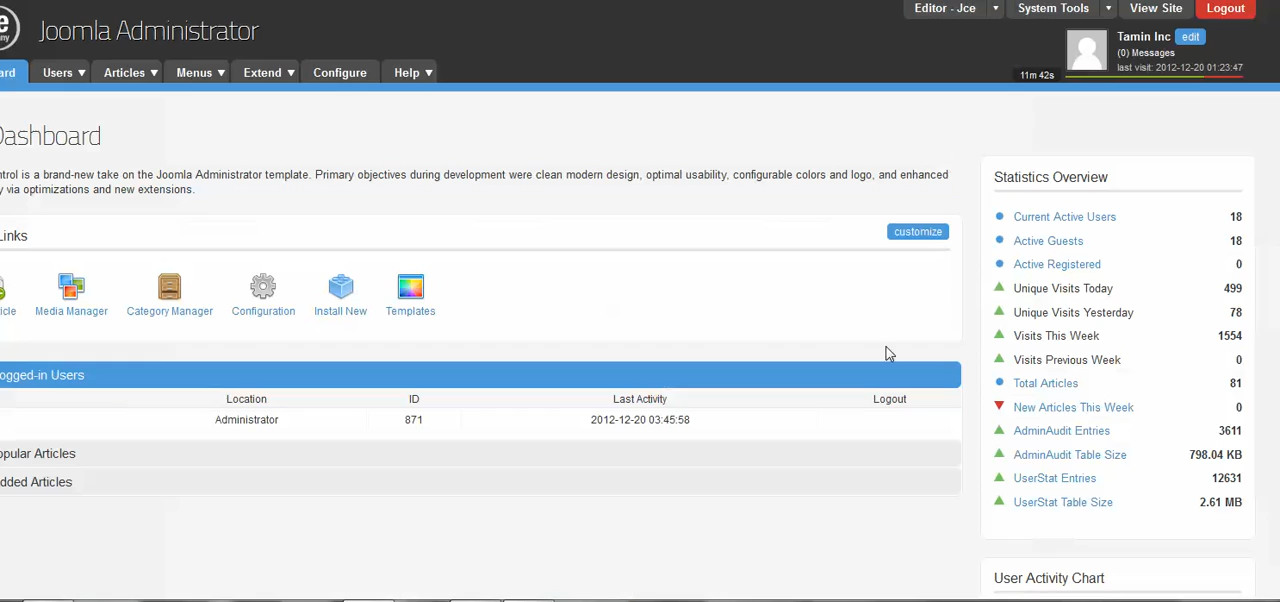 e
ny
Joomla Administrator
Editor - Jce
System Tools
View Site
Logout
Tamin Inc edit
(0) Messages
last visit: 2012-12-20 01:23:47
11m 42s
ard
Users
Articles
Menus
Extend
Configure
Help
Dashboard
ntrol is a brand-new take on the Joomla Administrator template. Primary objectives during development were clean modern design, optimal usability, configurable colors and logo, and enhanced
y via optimizations and new extensions.
Links
customize
icle
Media Manager
Category Manager
Configuration
Install New
Templates
ogged-in Users
Location ID Last Activity Logout
Administrator 871 2012-12-20 03:45:58
opular Articles
dded Articles
Statistics Overview
Current Active Users 18
Active Guests 18
Active Registered 0
Unique Visits Today 499
Unique Visits Yesterday 78
Visits This Week 1554
Visits Previous Week 0
Total Articles 81
New Articles This Week 0
AdminAudit Entries 3611
AdminAudit Table Size 798.04 KB
UserStat Entries 12631
UserStat Table Size 2.61 MB
User Activity Chart